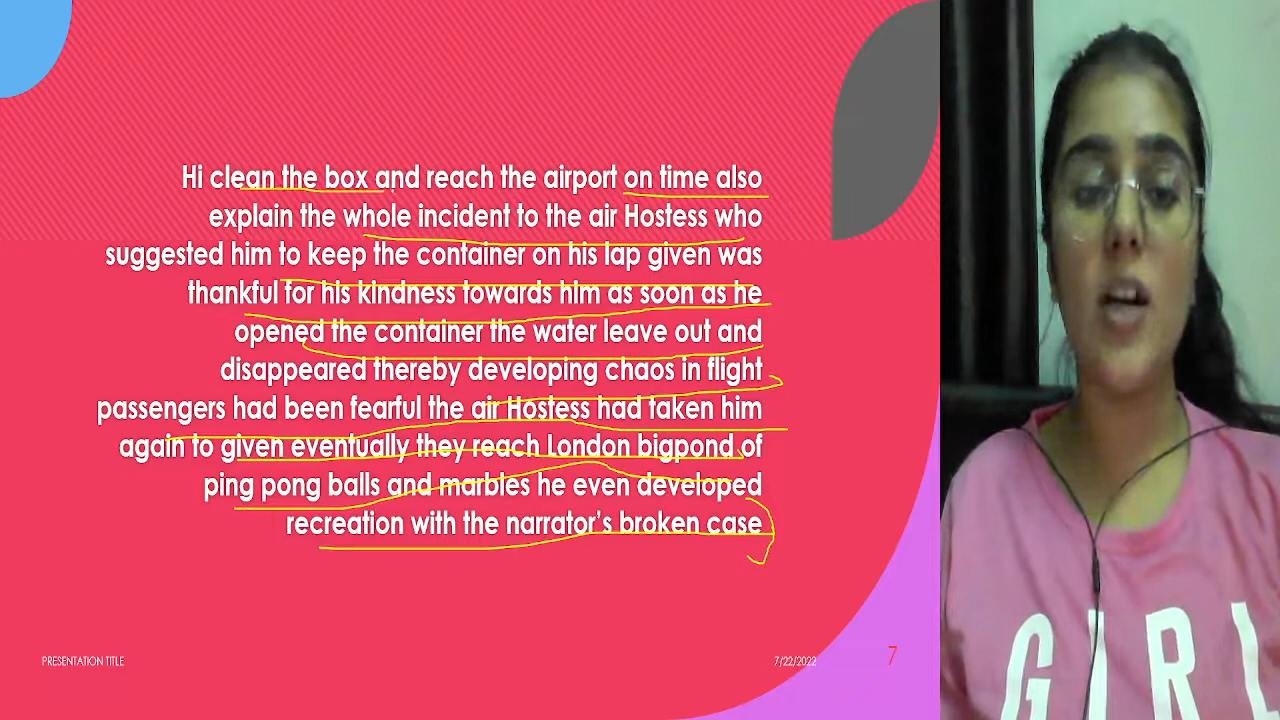 Hi clean the box and reach the airport on time also
explain the whole incident to the air Hostess who
suggested him to keep the container on his lap given was
thankful for his kindness towards him as soon as he
opened the container the water leave out and
disappeared thereby developing chaos in flight
passengers had been fearful the air Hostess had taken him
again to given eventually they reach London bigpond of
ping pong balls and marbles he even developed
recreation with the narrator's broken case
PRESENTATION TITLE
7/22/2022
7
GIRL